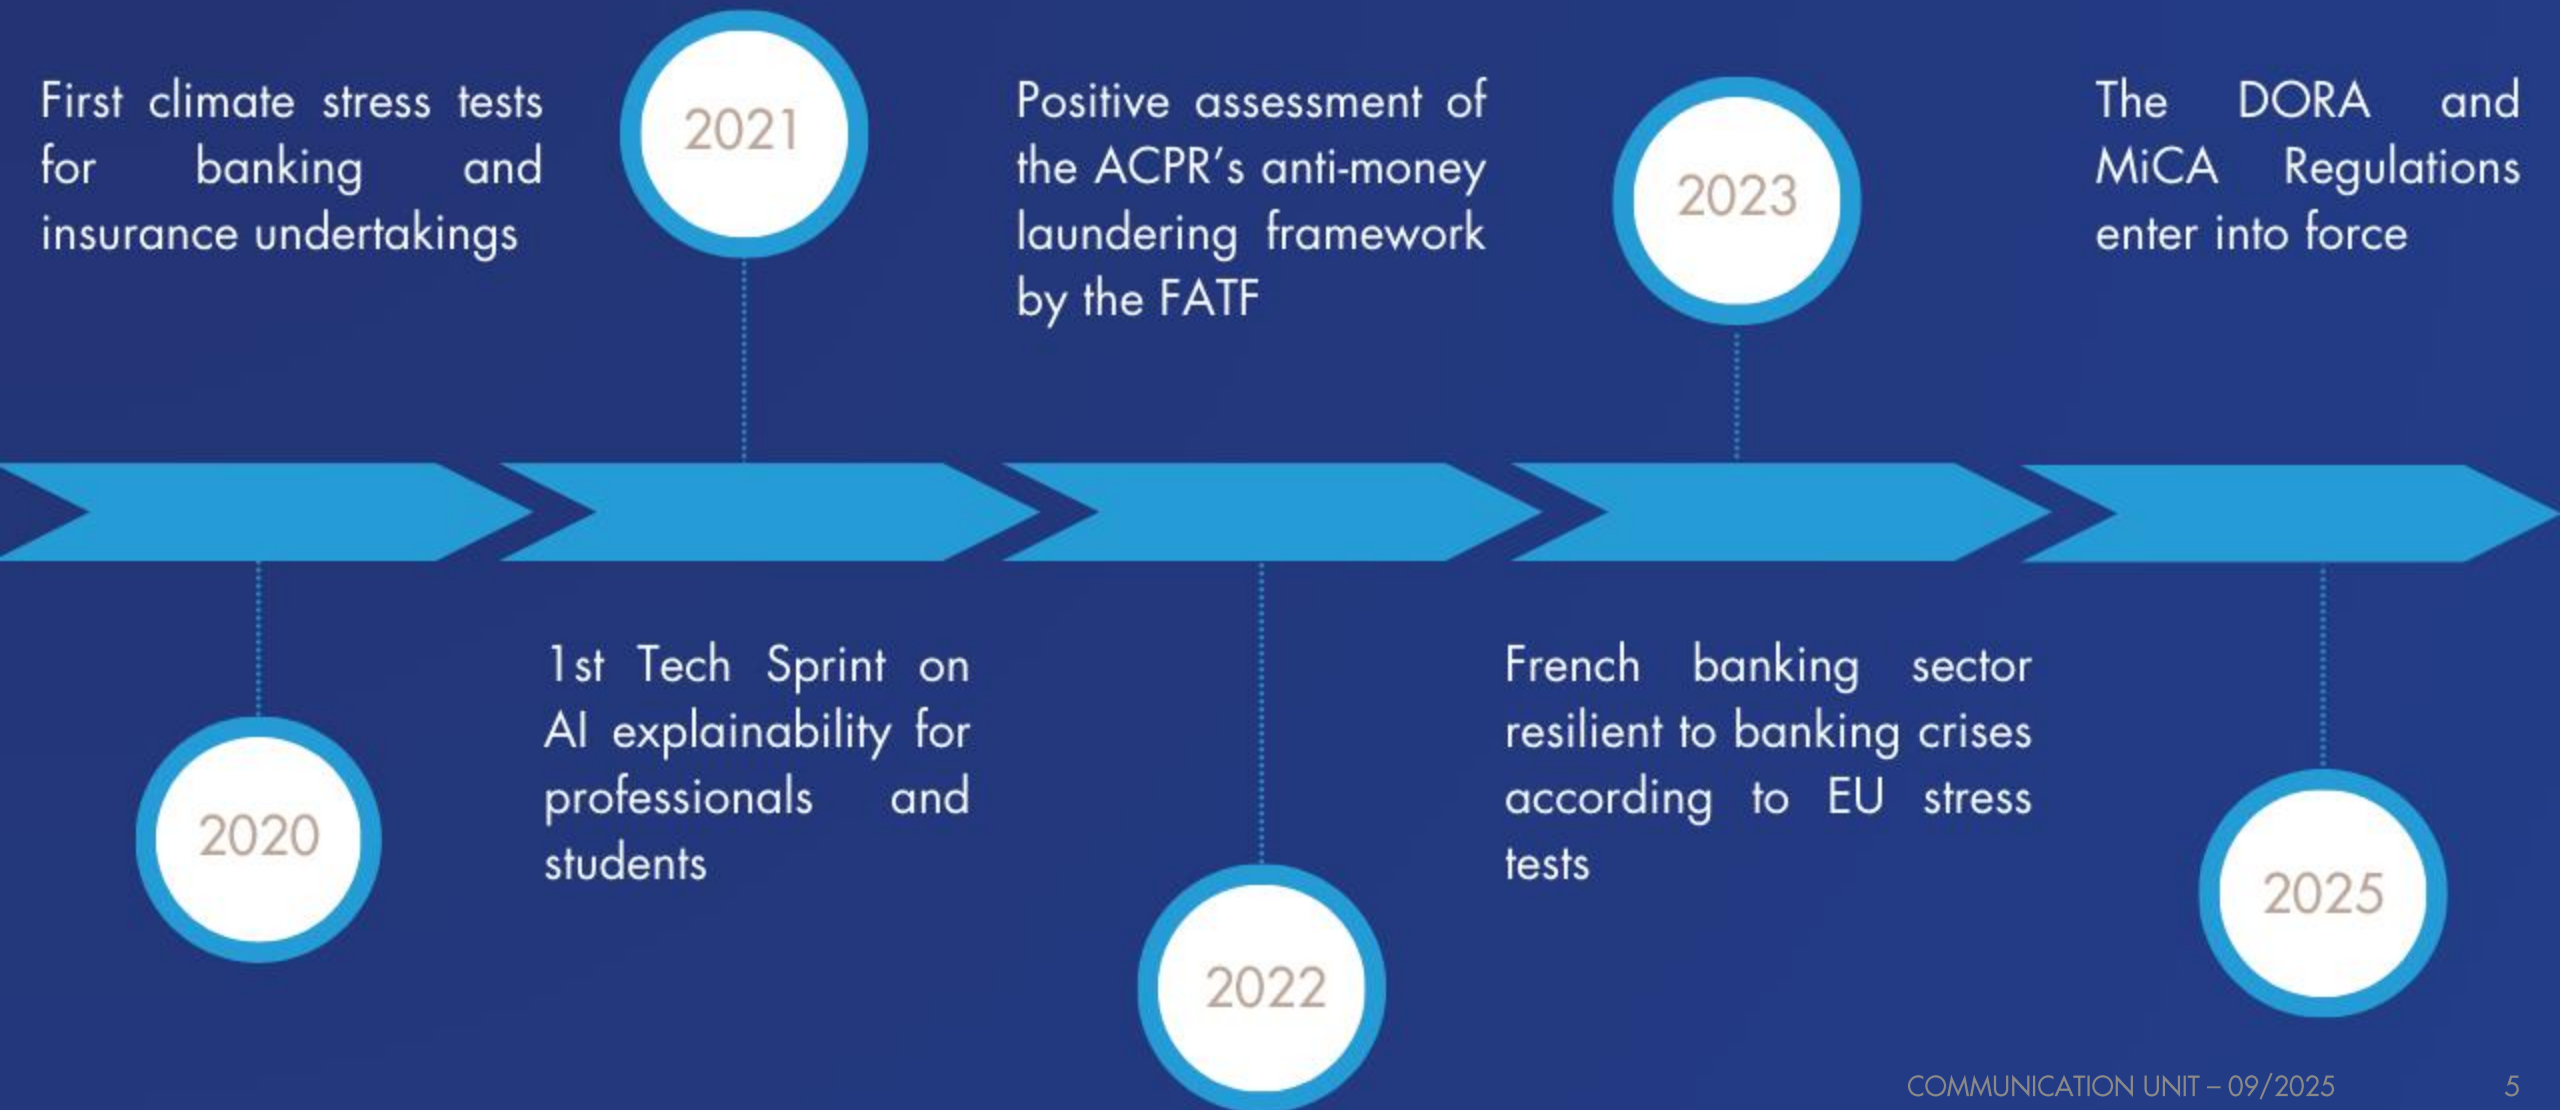 First climate stress tests
for banking and
insurance undertakings
2020
2021
1st Tech Sprint on
AI explainability for
professionals and
students
Positive assessment of
the ACPR’s anti-money
laundering framework
by the FATF
2022
2023
French banking sector
resilient to banking crises
according to EU stress
tests
The DORA and
MiCA Regulations
enter into force
2025
COMMUNICATION UNIT – 09/2025
5